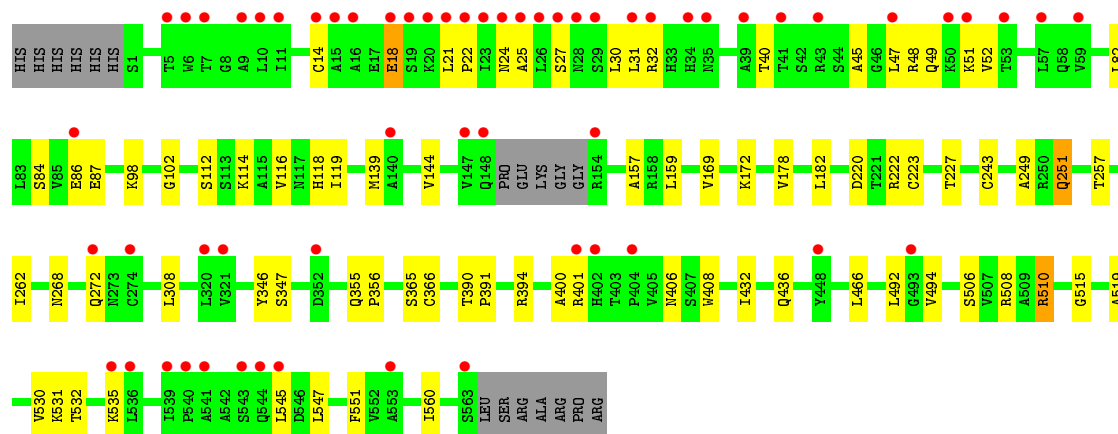 HIS HIS HIS HIS HIS HIS S1 T5 W6 T7 G8 A9 L10 I11 C14 A15 A16 E17 E18 S19 K20 L21 P22 I23 N24 A25 L26 S27 N28 S29 L30 L31 R32 H33 H34 N35 A39 T40 T41 S42 R43 S44 A45 G46 L47 R48 Q49 K50 K51 V52 T53 L57 Q58 V59 L82
L83 S84 V85 E86 E87 K98 G102 S112 S113 K114 A115 V116 N117 H118 I119 M139 A140 V144 V147 Q148 PRO GLU LYS GLY GLY R154 A157 R158 L159 V169 K172 V178 L182 D220 T221 R222 C223 T227 C243 A249 R250 Q251 T257
I262 N268 Q272 N273 C274 L308 L320 V321 Y346 S347 D352 Q355 P356 S365 C366 T390 P391 R394 A400 R401 H402 T403 P404 V405 N406 S407 W408 I432 Q436 Y448 L466 L492 G493 V494 S506 V507 R508 A509 R510 G515 A519
V530 K531 T532 K535 L536 I539 P540 A541 A542 S543 Q544 L545 D546 L547 F551 V552 A553 I560 S563 LEU SER ARG ALA ARG PRO ARG